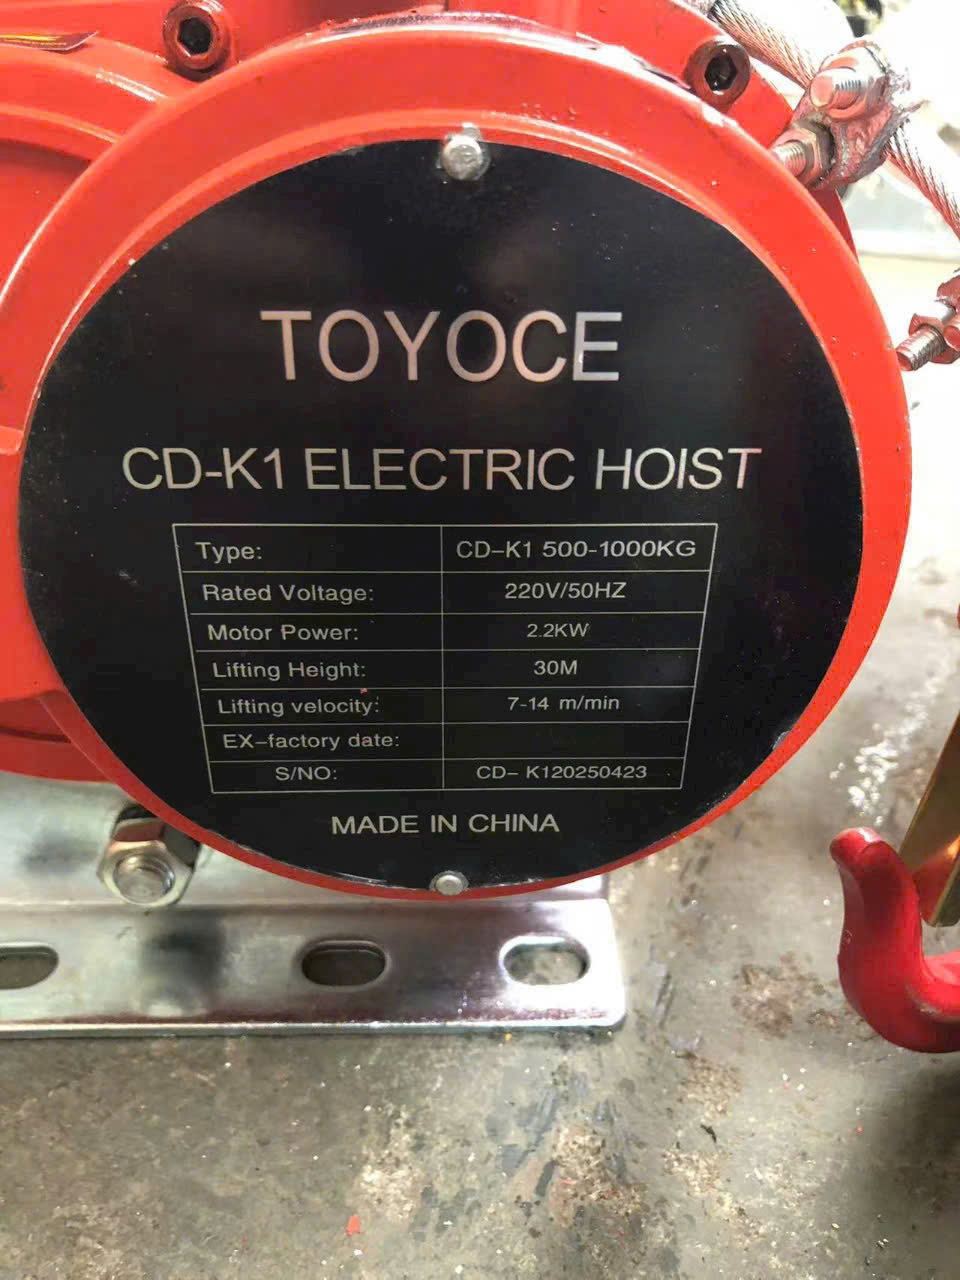 TOYOCE
CD-K1 ELECTRIC HOIST
Type: CD-K1 500-1000KG
Rated Voltage: 220V/50HZ
Motor Power: 2.2KW
Lifting Height: 30M
Lifting velocity: 7-14 m/min
EX-factory date:
S/NO: CD- K120250423
MADE IN CHINA